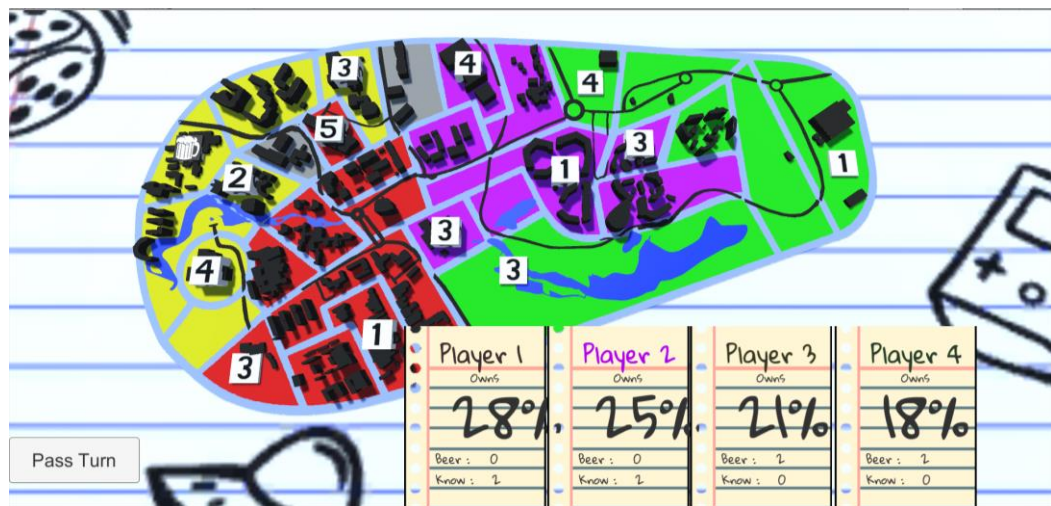 3
4
4
5
3
1
1
2
3
4
3
1
3
Player 1
Owns
28%
Beer : 0
Know : 2
Player 2
Owns
25%
Beer : 0
Know : 2
Player 3
Owns
21%
Beer : 2
Know : 0
Player 4
Owns
18%
Beer : 2
Know : 0
Pass Turn